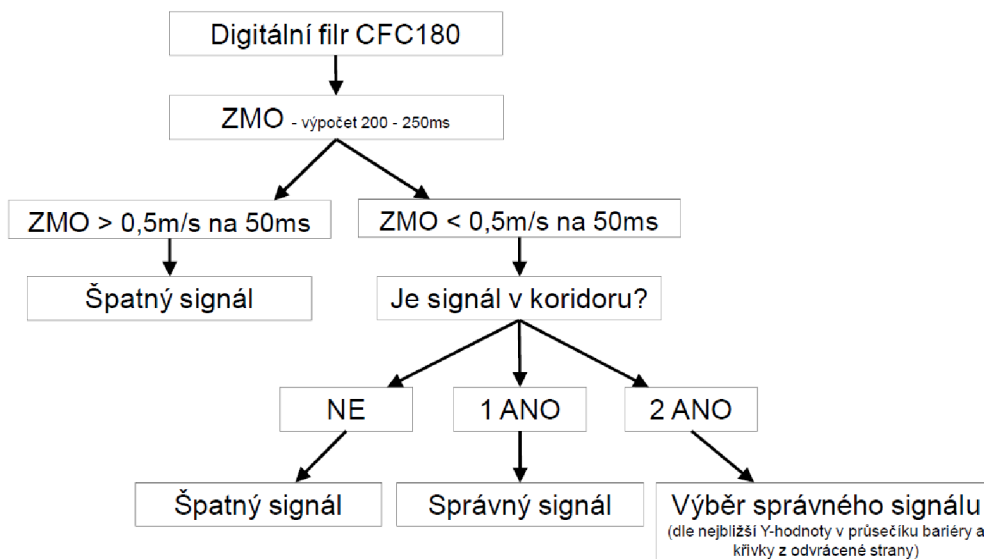 Digitální filr CFC180
ZMO - výpočet 200 - 250ms
ZMO > 0,5m/s na 50ms
ZMO < 0,5m/s na 50ms
Špatný signál
Je signál v koridoru?
NE
1 ANO
2 ANO
Špatný signál
Správný signál
Výběr správného signálu
(dle nejbližší Y-hodnoty v průsečíku bariéry a
křivky z odvrácené strany)